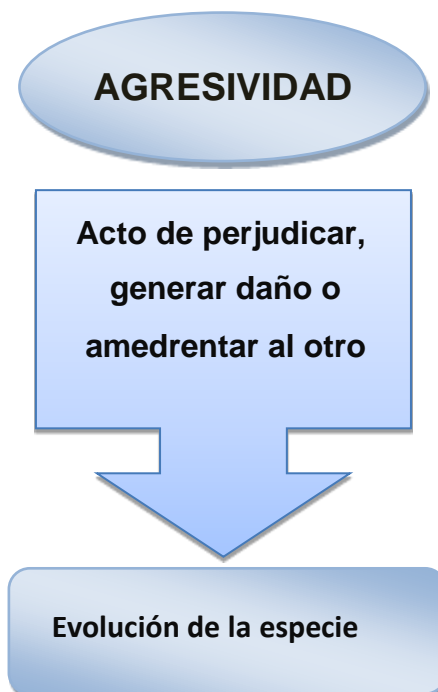 AGRESIVIDAD
Acto de perjudicar,
generar daño o
amedrentar al otro
Evolución de la especie